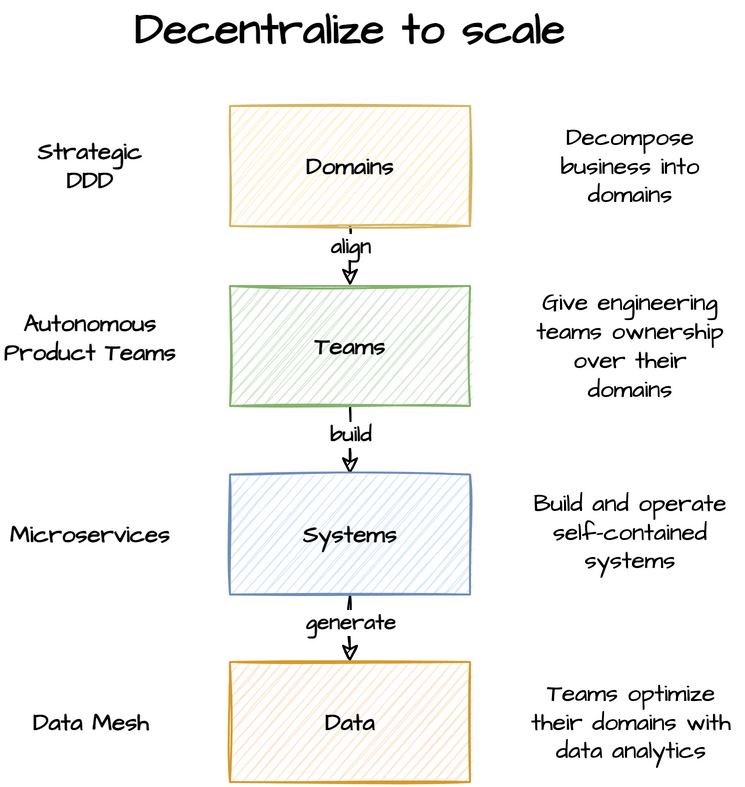 Decentralize to scale
Strategic
DDD
Domains
Decompose
business into
domains
align
Autonomous
Product Teams
Teams
Give engineering
teams ownership
over their
domains
build
Microservices
Systems
Build and operate
self-contained
systems
generate
Data Mesh
Data
Teams optimize
their domains with
data analytics